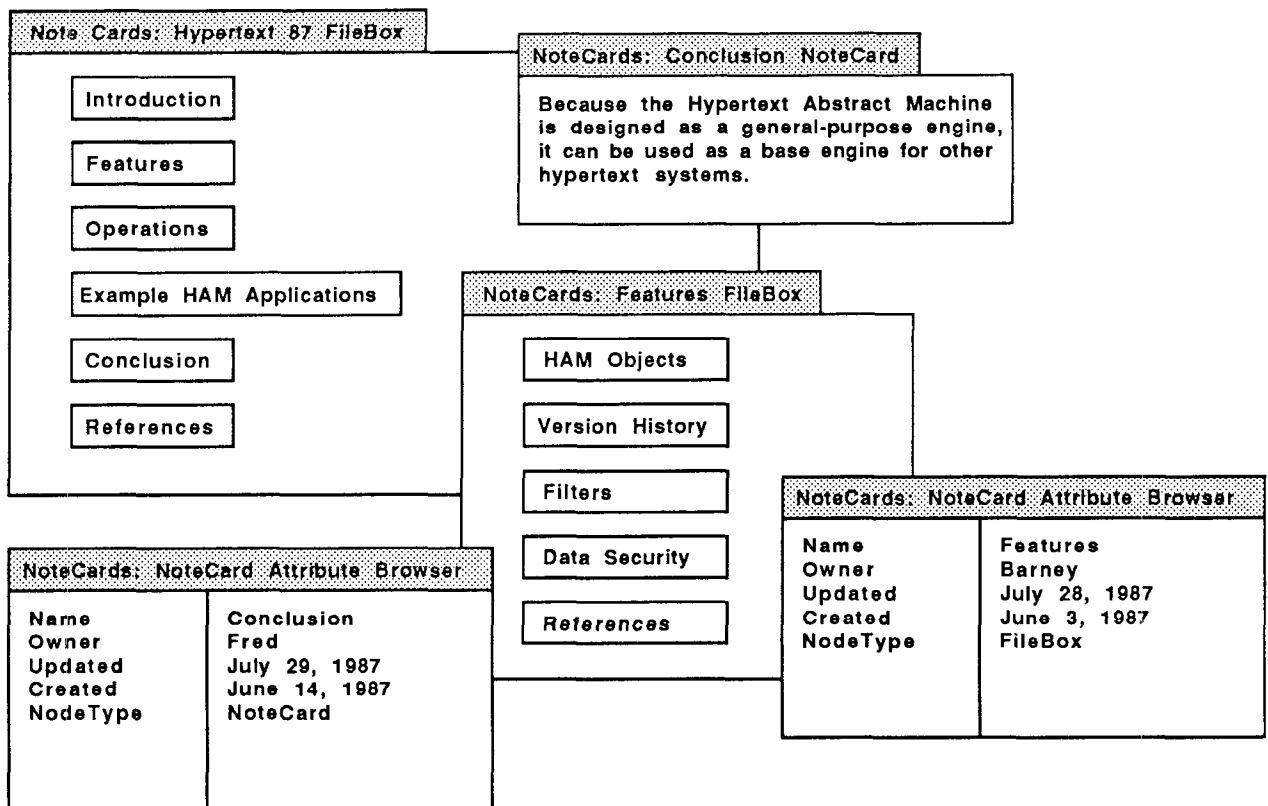 Note Cards: Hypertext 87 FileBox
Introduction
Features
Operations
Example HAM Applications
Conclusion
References
NoteCards: Conclusion NoteCard
Because the Hypertext Abstract Machine
is designed as a general-purpose engine,
it can be used as a base engine for other
hypertext systems.
NoteCards: Features FileBox
HAM Objects
Version History
Filters
Data Security
References
NoteCards: NoteCard Attribute Browser
Name Features
Owner Barney
Updated July 28, 1987
Created June 3, 1987
NodeType FileBox
NoteCards: NoteCard Attribute Browser
Name Conclusion
Owner Fred
Updated July 29, 1987
Created June 14, 1987
NodeType NoteCard